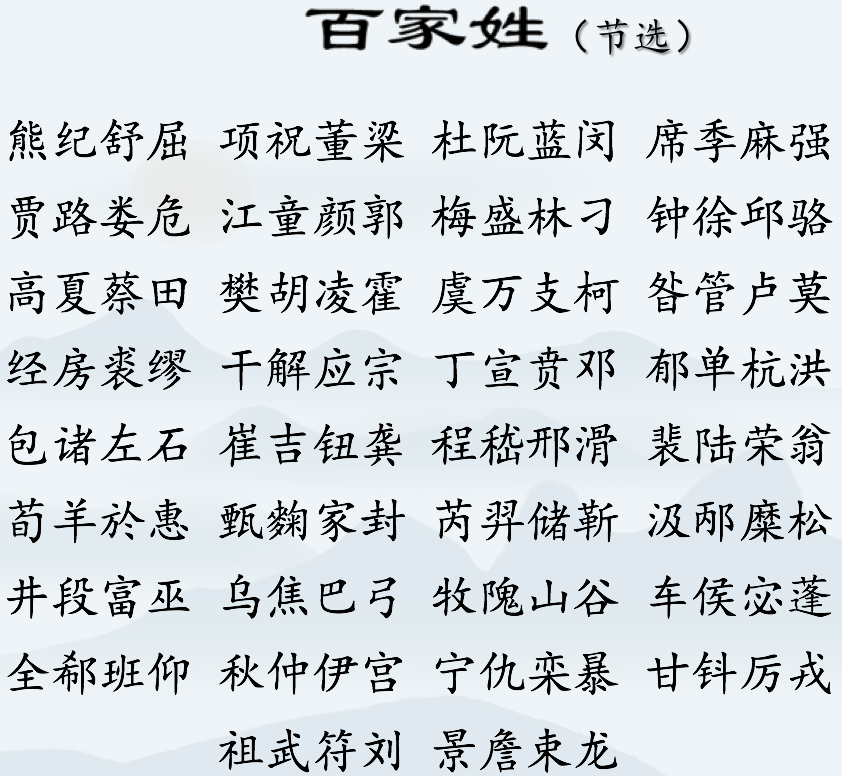 百家姓（节选）
熊纪舒屈 项祝董梁 杜阮蓝闵 席季麻强
贾路娄危 江童颜郭 梅盛林刁 钟徐邱骆
高夏蔡田 樊胡凌霍 虞万支柯 昝管卢莫
经房裘缪 干解应宗 丁宣贲邓 郁单杭洪
包诸左石 崔吉钮龚 程嵇邢滑 裴陆荣翁
荀羊於惠 甄麴家封 芮羿储靳 汲邴糜松
井段富巫 乌焦巴弓 牧隗山谷 车侯宓蓬
全郗班仰 秋仲伊宫 宁仇栾暴 甘钭厉戎
祖武符刘 景詹束龙